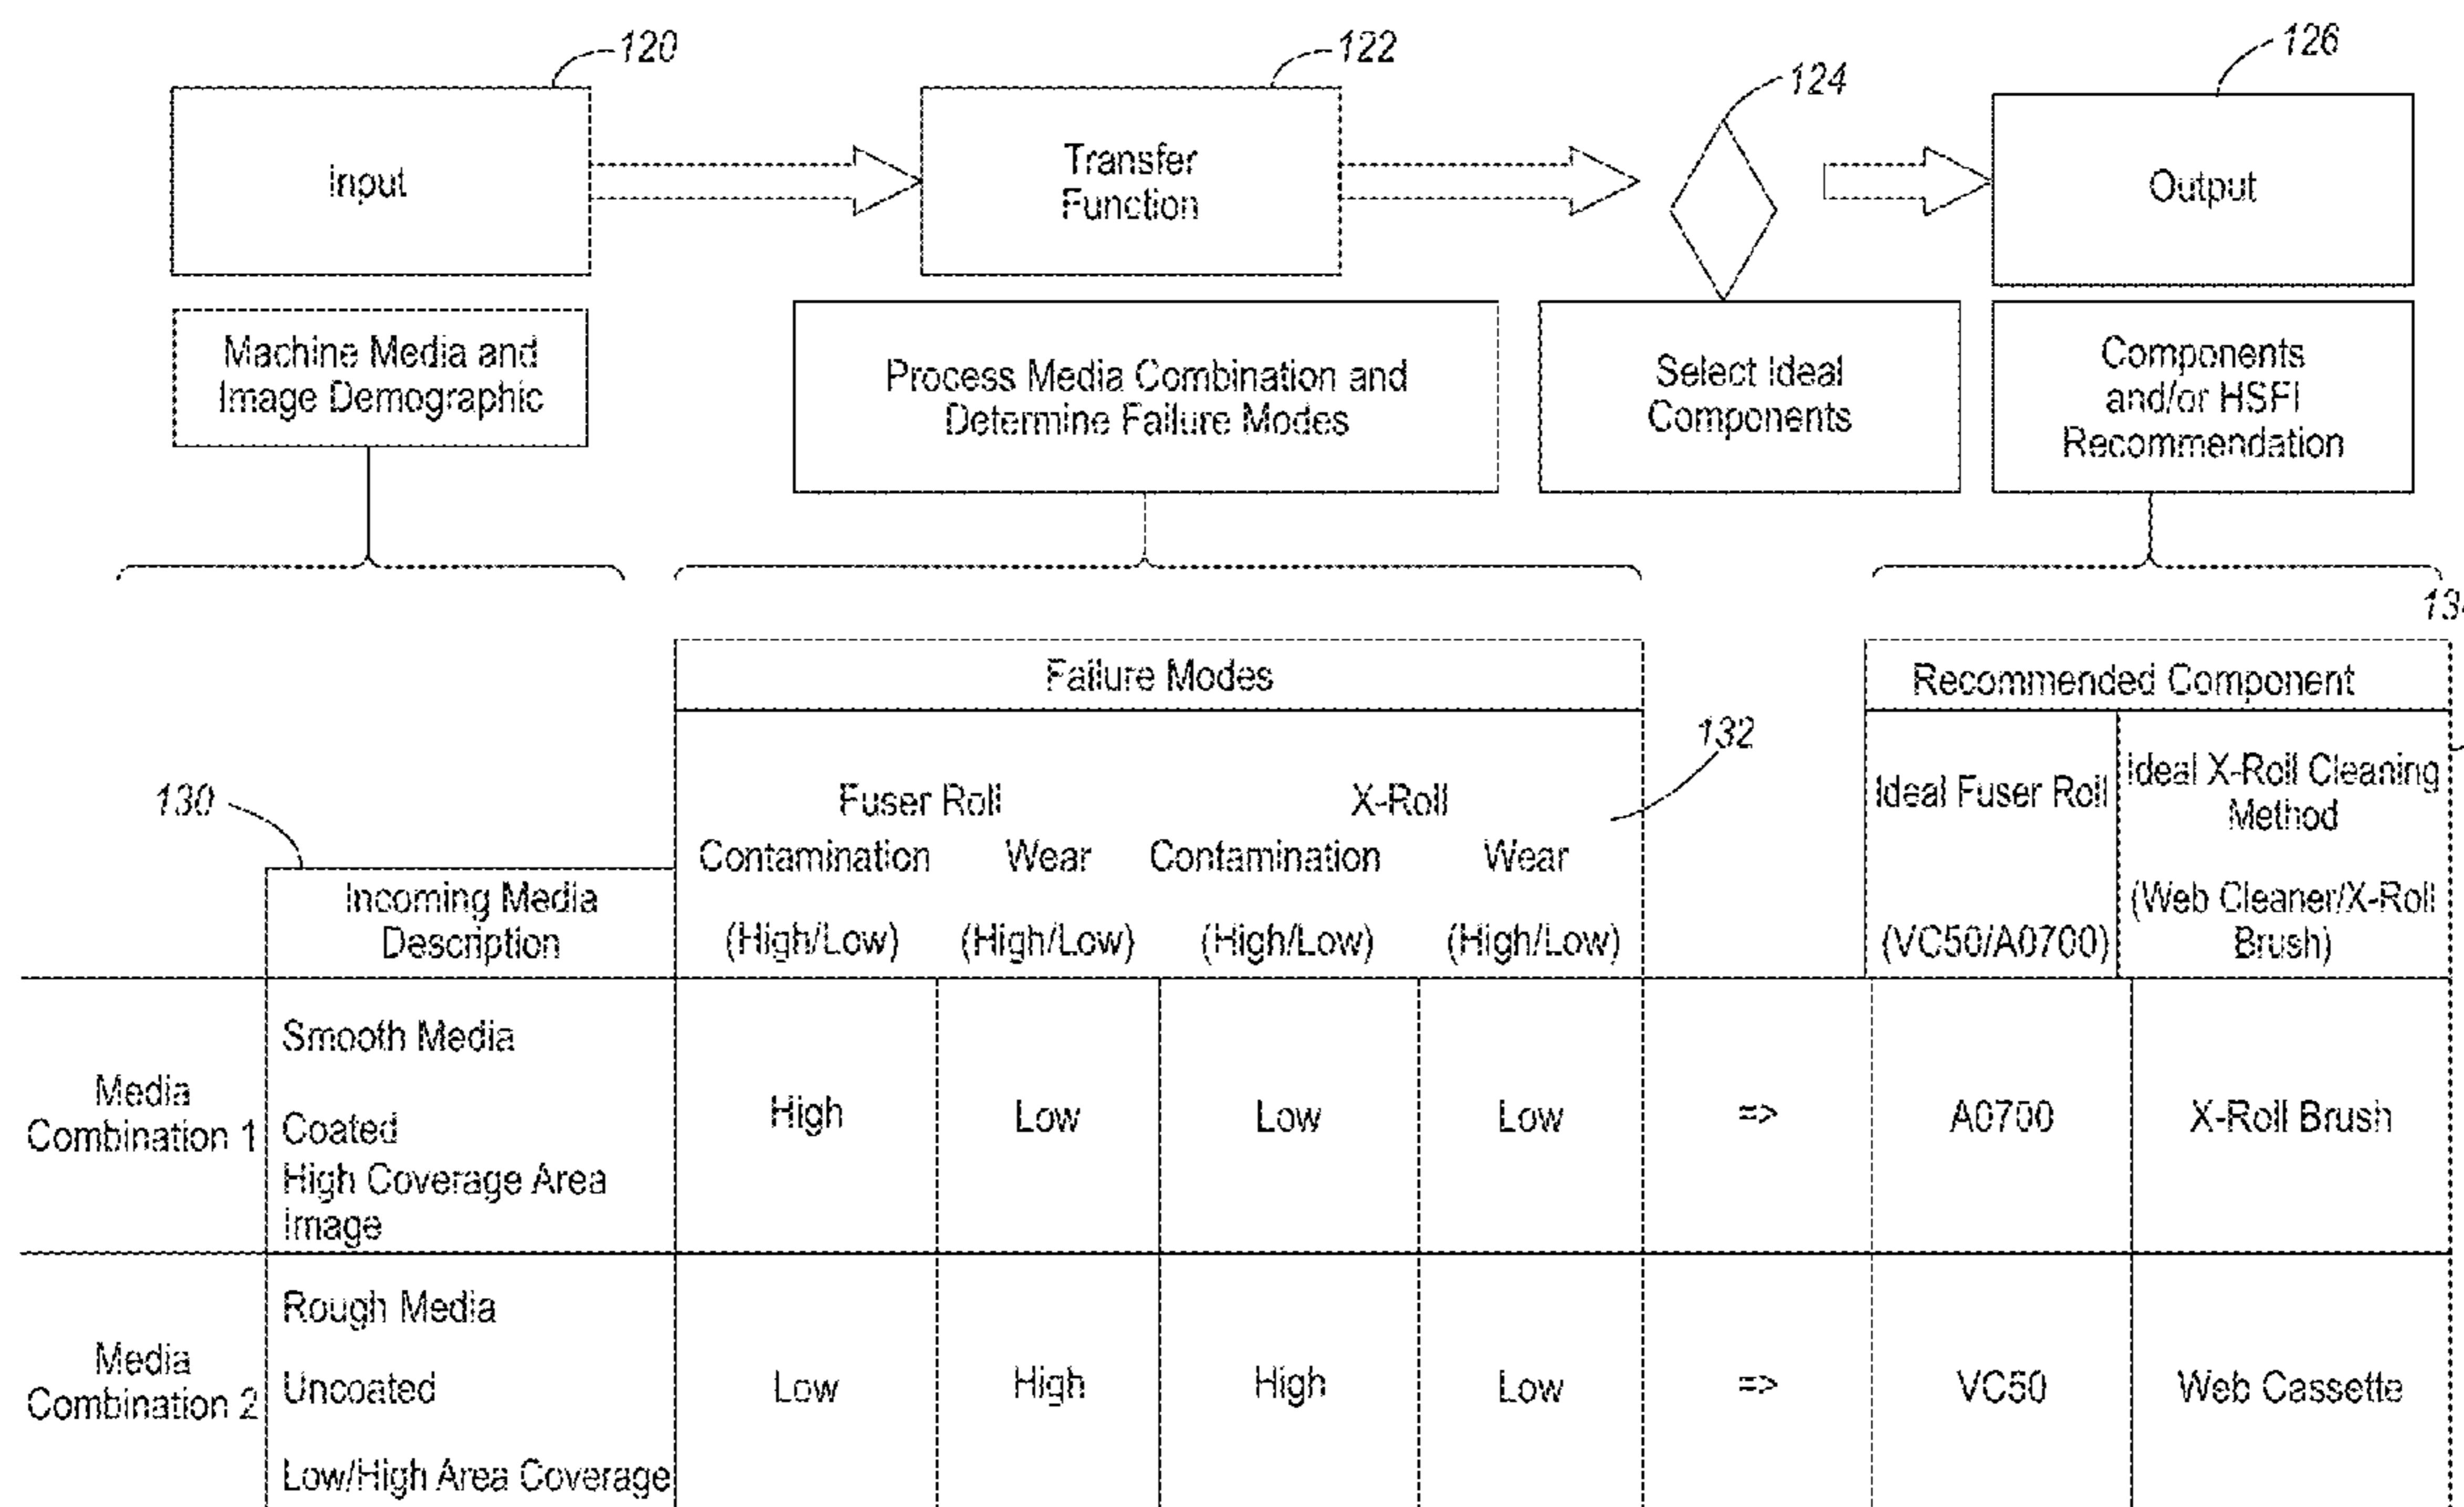 120
122
124
126
Input
Transfer
Function
Output
Machine Media and
Image Demographic
Process Media Combination and
Determine Failure Modes
Select Ideal
Components
Components
and/or HSFI
Recommendation
Failure Modes
Recommended Component
132
130
Fuser Roll
X-Roll
Contamination
Wear
Contamination
Wear
(High/Low)
(High/Low)
(High/Low)
(High/Low)
Ideal Fuser Roll
(VC50/A0700)
Ideal X-Roll Cleaning
Method
(Web Cleaner/X-Roll
Brush)
Incoming Media
Description
Media
Combination 1
Smooth Media
Coated
High Coverage Area
Image
High
Low
Low
Low
=>
A0700
X-Roll Brush
Media
Combination 2
Rough Media
Uncoated
Low/High Area Coverage
Low
High
High
Low
=>
VC50
Web Cassette